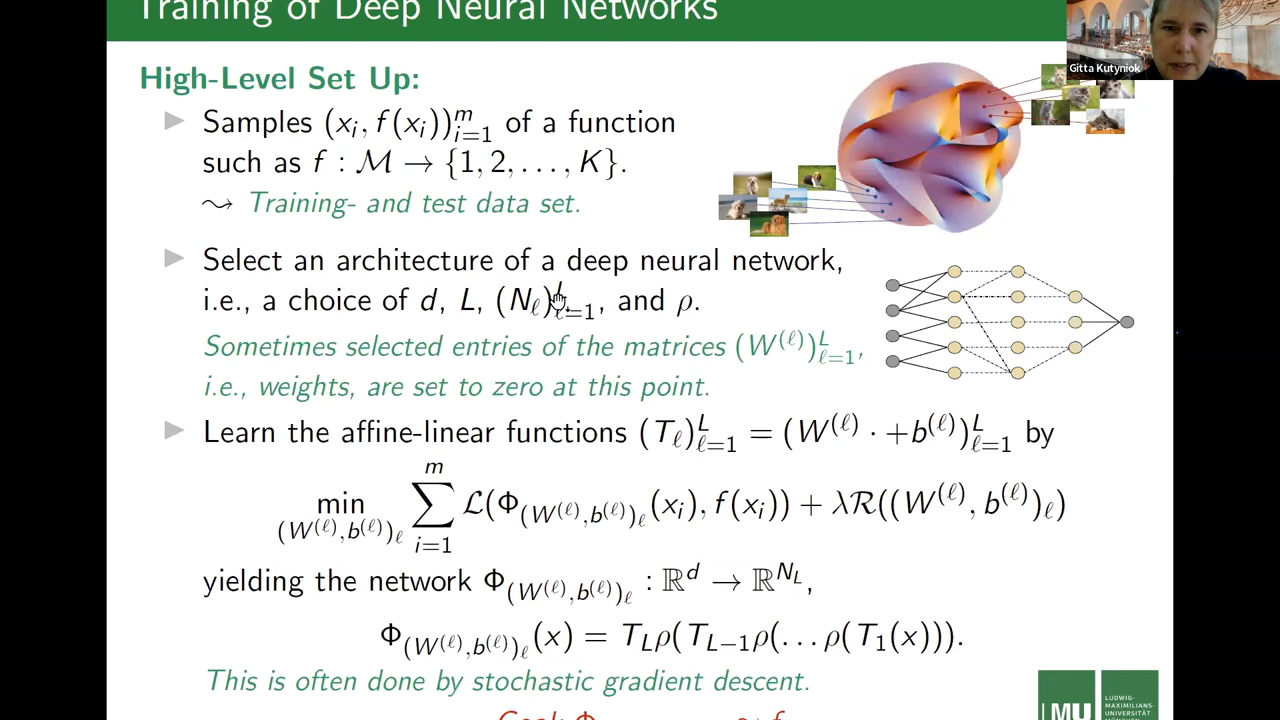 Training of Deep Neural Networks
Gitta Kutyniok
High-Level Set Up:
Samples (x_i, f(x_i))_{i=1}^m of a function
such as f : ℳ → {1, 2, . . . , K}.
⇝ Training- and test data set.
Select an architecture of a deep neural network,
i.e., a choice of d, L, (N_ℓ)_{ℓ=1}^L, and ρ.
Sometimes selected entries of the matrices (W^{(ℓ)})_{ℓ=1}^L,
i.e., weights, are set to zero at this point.
Learn the affine-linear functions (T_ℓ)_{ℓ=1}^L = (W^{(ℓ)} · +b^{(ℓ)})_{ℓ=1}^L by
min_{(W^{(ℓ)},b^{(ℓ)})_ℓ} ∑_{i=1}^m ℒ(Φ_{(W^{(ℓ)},b^{(ℓ)})_ℓ}(x_i), f(x_i)) + λℛ((W^{(ℓ)}, b^{(ℓ)})_ℓ)
yielding the network Φ_{(W^{(ℓ)},b^{(ℓ)})_ℓ} : ℝ^d → ℝ^{N_L},
Φ_{(W^{(ℓ)},b^{(ℓ)})_ℓ}(x) = T_Lρ(T_{L−1}ρ(. . . ρ(T_1(x))).
This is often done by stochastic gradient descent.
LMU
LUDWIG-
MAXIMILIANS-
UNIVERSITÄT